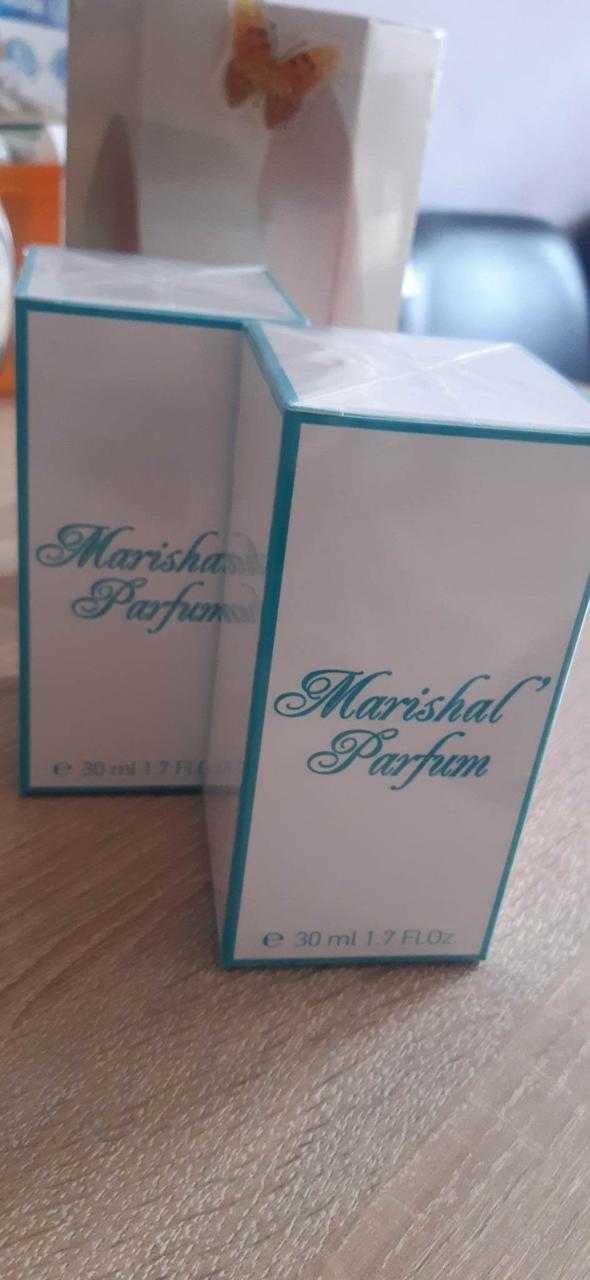 Marisha
Parfum
e 30 ml 1.7 Fl.
Marishal'
Parfum
e 30 ml 1.7 Fl.Oz.